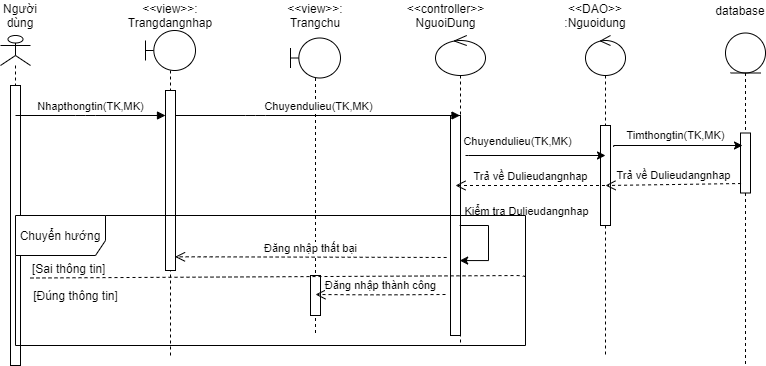 Người
dùng
<<view>>:
Trangdangnhap
<<view>>:
Trangchu
<<controller>>
NguoiDung
<<DAO>>
:Nguoidung
database
Nhapthongtin(TK,MK)
Chuyendulieu(TK,MK)
Chuyendulieu(TK,MK)
Timthongtin(TK,MK)
Trả về Dulieudangnhap
Trả về Dulieudangnhap
Kiểm tra Dulieudangnhap
Chuyển hướng
Đăng nhập thất bại
[Sai thông tin]
Đăng nhập thành công
[Đúng thông tin]